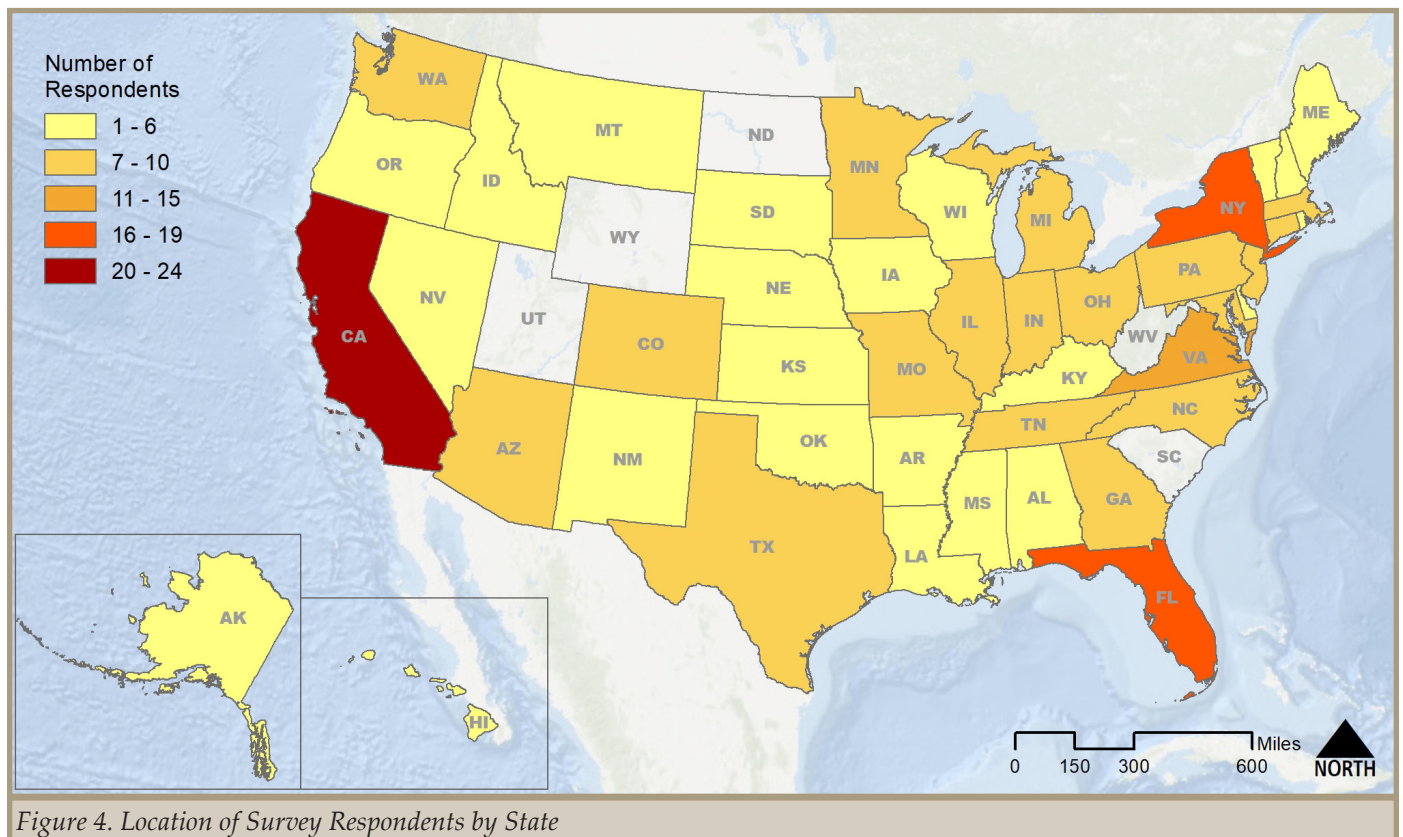 Number of
Respondents
1 - 6
7 - 10
11 - 15
16 - 19
20 - 24
WA
OR
ID
MT
ND
MN
SD
WY
WI
MI
NY
ME
NV
UT
CO
NE
IA
IL
IN
OH
PA
CA
KS
MO
KY
WV
VA
AZ
NM
OK
AR
TN
NC
SC
TX
LA
MS
AL
GA
FL
AK
HI
Miles
0 150 300 600
NORTH
Figure 4. Location of Survey Respondents by State